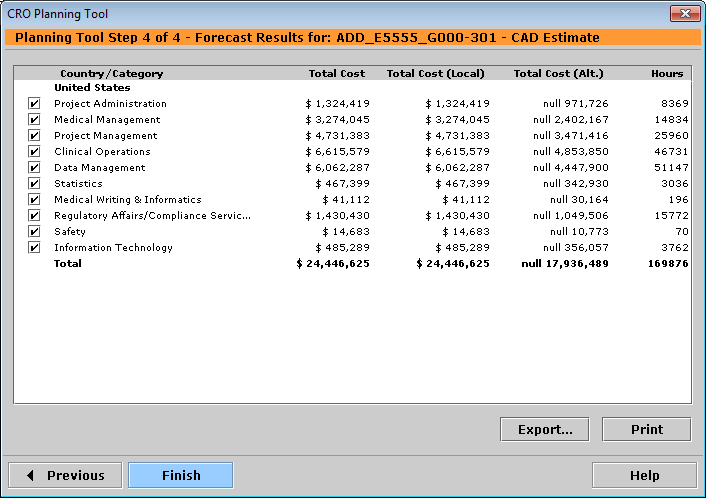 CRO Planning Tool
Planning Tool Step 4 of 4 - Forecast Results for: ADD_E5555_G000-301 - CAD Estimate
Country/Category Total Cost Total Cost (Local) Total Cost (Alt.) Hours
United States
Project Administration $ 1,324,419 $ 1,324,419 null 971,726 8369
Medical Management $ 3,274,045 $ 3,274,045 null 2,402,167 14834
Project Management $ 4,731,383 $ 4,731,383 null 3,471,416 25960
Clinical Operations $ 6,615,579 $ 6,615,579 null 4,853,850 46731
Data Management $ 6,062,287 $ 6,062,287 null 4,447,900 51147
Statistics $ 467,399 $ 467,399 null 342,930 3036
Medical Writing & Informatics $ 41,112 $ 41,112 null 30,164 196
Regulatory Affairs/Compliance Servic... $ 1,430,430 $ 1,430,430 null 1,049,506 15772
Safety $ 14,683 $ 14,683 null 10,773 70
Information Technology $ 485,289 $ 485,289 null 356,057 3762
Total $ 24,446,625 $ 24,446,625 null 17,936,489 169876
Export... Print
Previous Finish Help